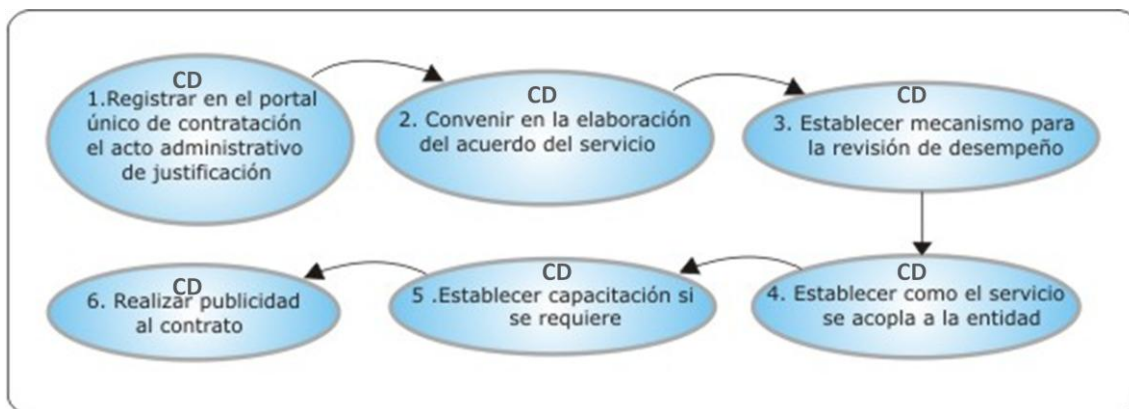 CD
1.Registrar en el portal
único de contratación
el acto administrativo
de justificación
CD
2. Convenir en la elaboración
del acuerdo del servicio
CD
3. Establecer mecanismo para
la revisión de desempeño
CD
4. Establecer como el servicio
se acopla a la entidad
CD
5 .Establecer capacitación si
se requiere
CD
6. Realizar publicidad
al contrato